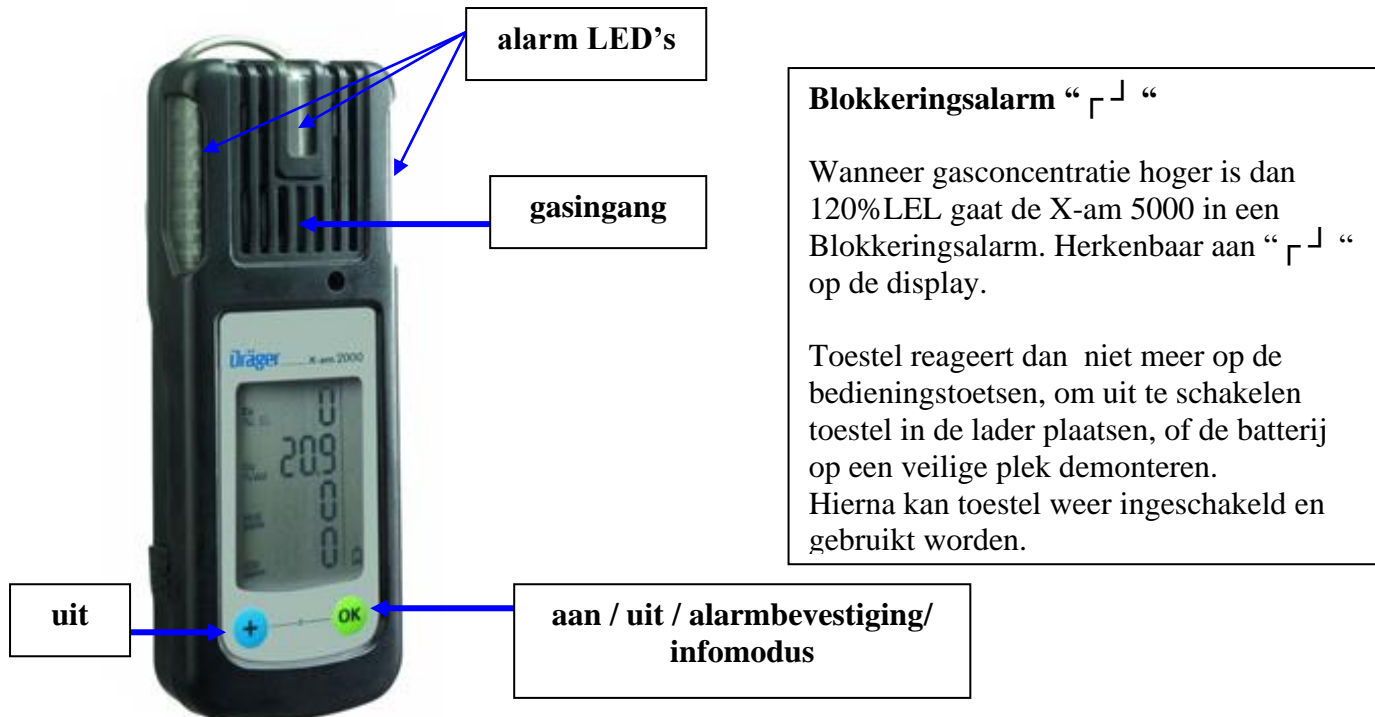 alarm LED’s
gasingang
Blokkeringsalarm “ ┌ ┘ “
Wanneer gasconcentratie hoger is dan
120%LEL gaat de X-am 5000 in een
Blokkeringsalarm. Herkenbaar aan “ ┌ ┘ “
op de display.
Toestel reageert dan  niet meer op de
bedieningstoetsen, om uit te schakelen
toestel in de lader plaatsen, of de batterij
op een veilige plek demonteren.
Hierna kan toestel weer ingeschakeld en
gebruikt worden.
Dräger X-am 2000
0
20.9
0
0
+ OK
uit
aan / uit / alarmbevestiging/
infomodus